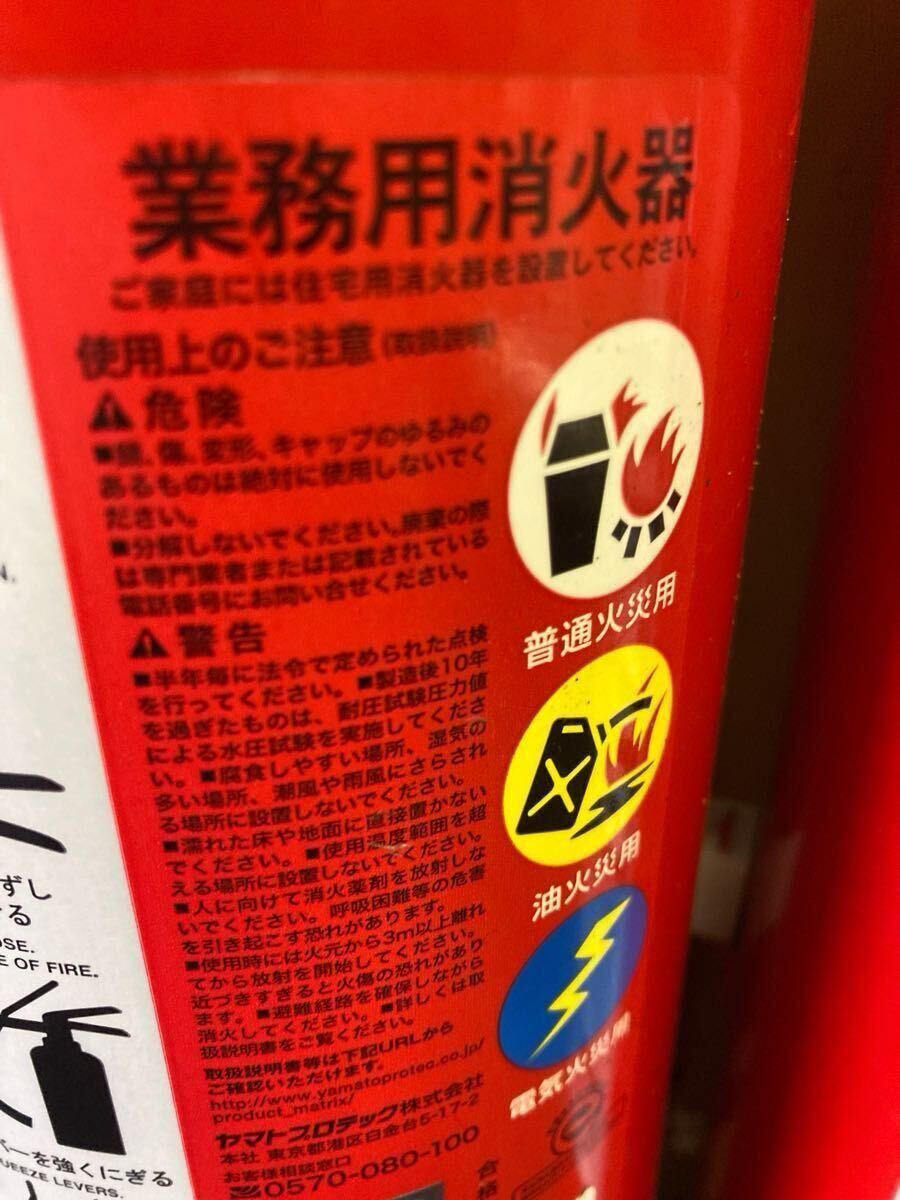 業務用消火器
ご家庭には住宅用消火器を設置してください。
使用上のご注意(取扱説明)
危険
■錆、傷、変形、キャップのゆるみの
あるものは絶対に使用しないでく
ださい。
■分解しないでください。廃棄の際
は専門業者または記載されている
電話番号にお問い合せください。
警告
■半年毎に法令で定められた点検
を行ってください。■製造後10年
を過ぎたものは、耐圧試験圧力値
による水圧試験を実施してくださ
い。■腐食しやすい場所、湿気の
多い場所、潮風や雨風にさらされ
る場所に設置しないでください。
■濡れた床や地面に直接置かない
でください。■使用温度範囲を超
える場所に設置しないでください。
■人に向けて消火薬剤を放射しな
いでください。呼吸困難等の危害
を引き起こす恐れがあります。
■使用時には火元から3m以上離れ
てから放射を開始してください。
近づきすぎると火傷の恐れがあり
ます。■避難経路を確保しながら
消火してください。■詳しくは取
扱説明書をご覧ください。
取扱説明書等は下記URLから
ご確認いただけます。
http://www.yamatoprotec.co.jp/
product_matrix/
ヤマトプロテック株式会社
本社 東京都港区白金台5-17-2
お客様相談窓口
0570-080-100
普通火災用
油火災用
電気火災用
合
格
N.
ずし
ける
OSE.
E OF FIRE.
バーを強くにぎる
UEEZE LEVERS.